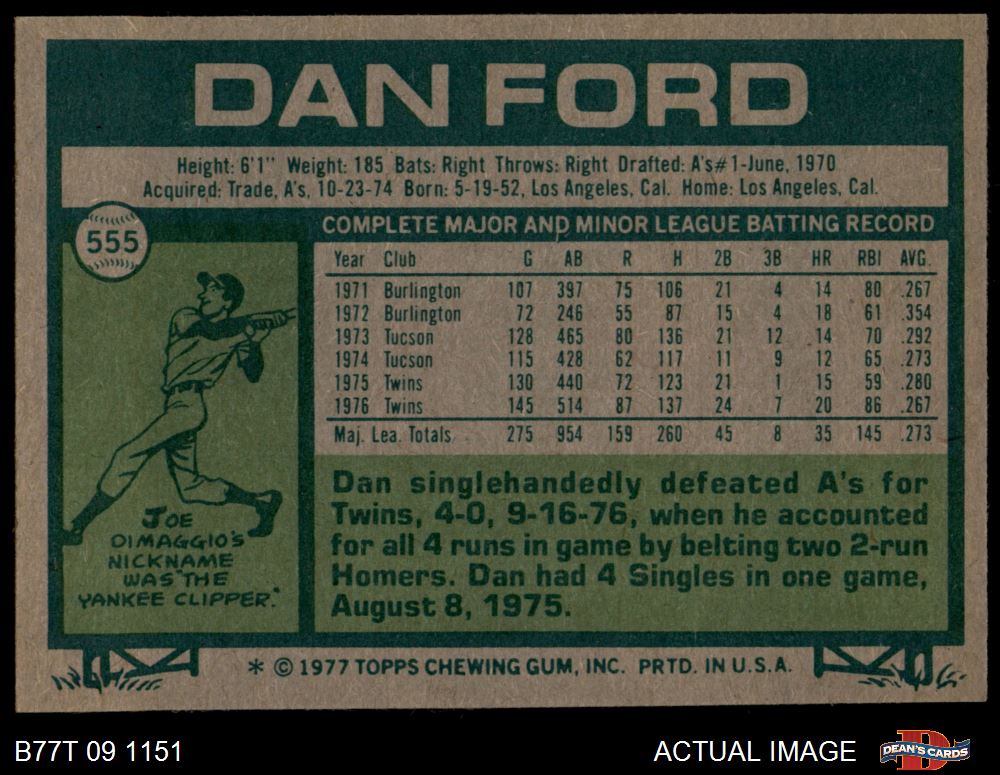 DAN FORD
Height: 6'1" Weight: 185 Bats: Right Throws: Right Drafted: A's#1-June, 1970
Acquired: Trade, A's, 10-23-74 Born: 5-19-52, Los Angeles, Cal. Home: Los Angeles, Cal.
555
COMPLETE MAJOR AND MINOR LEAGUE BATTING RECORD
Year Club G AB R H 2B 3B HR RBI AVG.
1971 Burlington 107 397 75 106 21 4 14 80 .267
1972 Burlington 72 246 55 87 15 4 18 61 .354
1973 Tucson 128 465 80 136 21 12 14 70 .292
1974 Tucson 115 428 62 117 11 9 12 65 .273
1975 Twins 130 440 72 123 21 1 15 59 .280
1976 Twins 145 514 87 137 24 7 20 86 .267
Maj. Lea. Totals 275 954 159 260 45 8 35 145 .273
JOE
DIMAGGIO'S
NICKNAME
WAS "THE
YANKEE CLIPPER."
Dan singlehandedly defeated A's for
Twins, 4-0, 9-16-76, when he accounted
for all 4 runs in game by belting two 2-run
Homers. Dan had 4 Singles in one game,
August 8, 1975.
* © 1977 TOPPS CHEWING GUM, INC. PRTD. IN U.S.A.
B77T 09 1151
ACTUAL IMAGE
D
DEAN'S CARDS